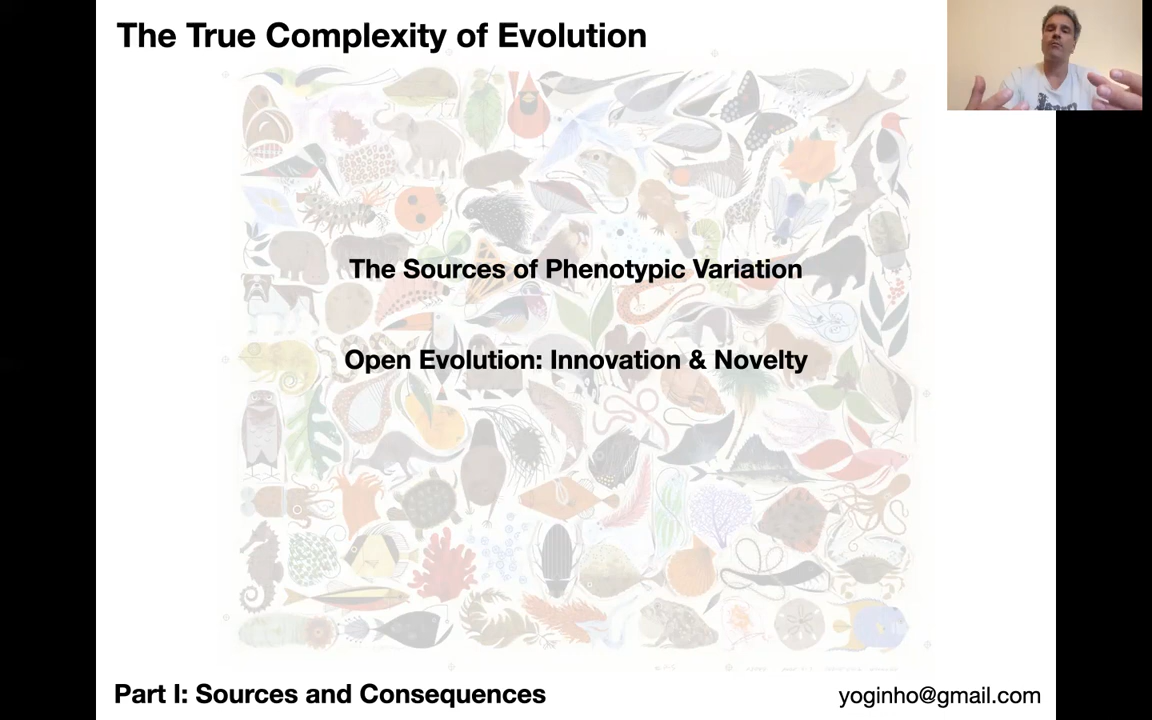 The True Complexity of Evolution
The Sources of Phenotypic Variation
Open Evolution: Innovation & Novelty
Part I: Sources and Consequences
yoginho@gmail.com